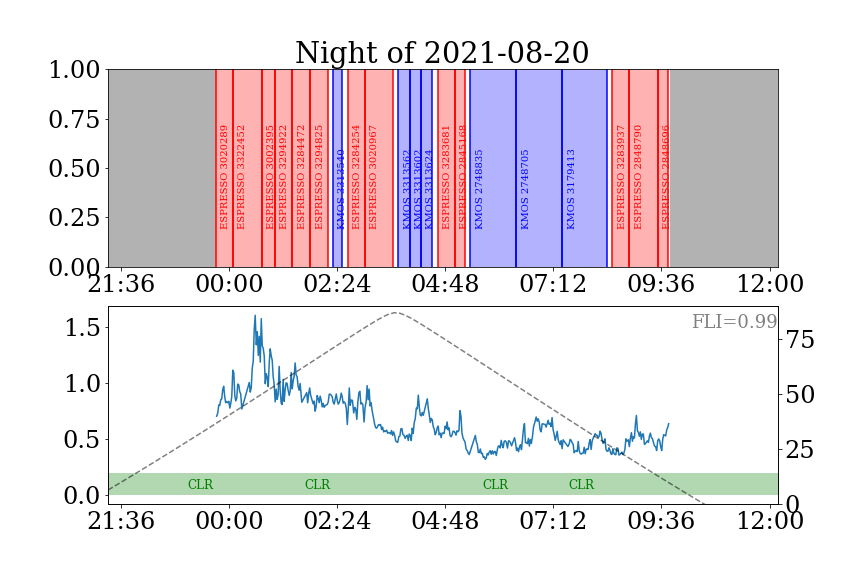 Night of 2021-08-20
1.00
0.75
0.50
0.25
0.00
ESPRESSO 3020289
ESPRESSO 3322452
ESPRESSO 3002395
ESPRESSO 3294922
ESPRESSO 3284472
ESPRESSO 3294825
KMOS 3313540
ESPRESSO 3284254
ESPRESSO 3020967
KMOS 3313562
KMOS 3313602
KMOS 3313624
ESPRESSO 3283681
ESPRESSO 2845168
KMOS 2748835
KMOS 2748705
KMOS 3179413
ESPRESSO 3283937
ESPRESSO 2848790
ESPRESSO 2848696
21:36 00:00 02:24 04:48 07:12 09:36 12:00
FLI=0.99
1.5
1.0
0.5
0.0
75
50
25
0
CLR CLR CLR CLR
21:36 00:00 02:24 04:48 07:12 09:36 12:00